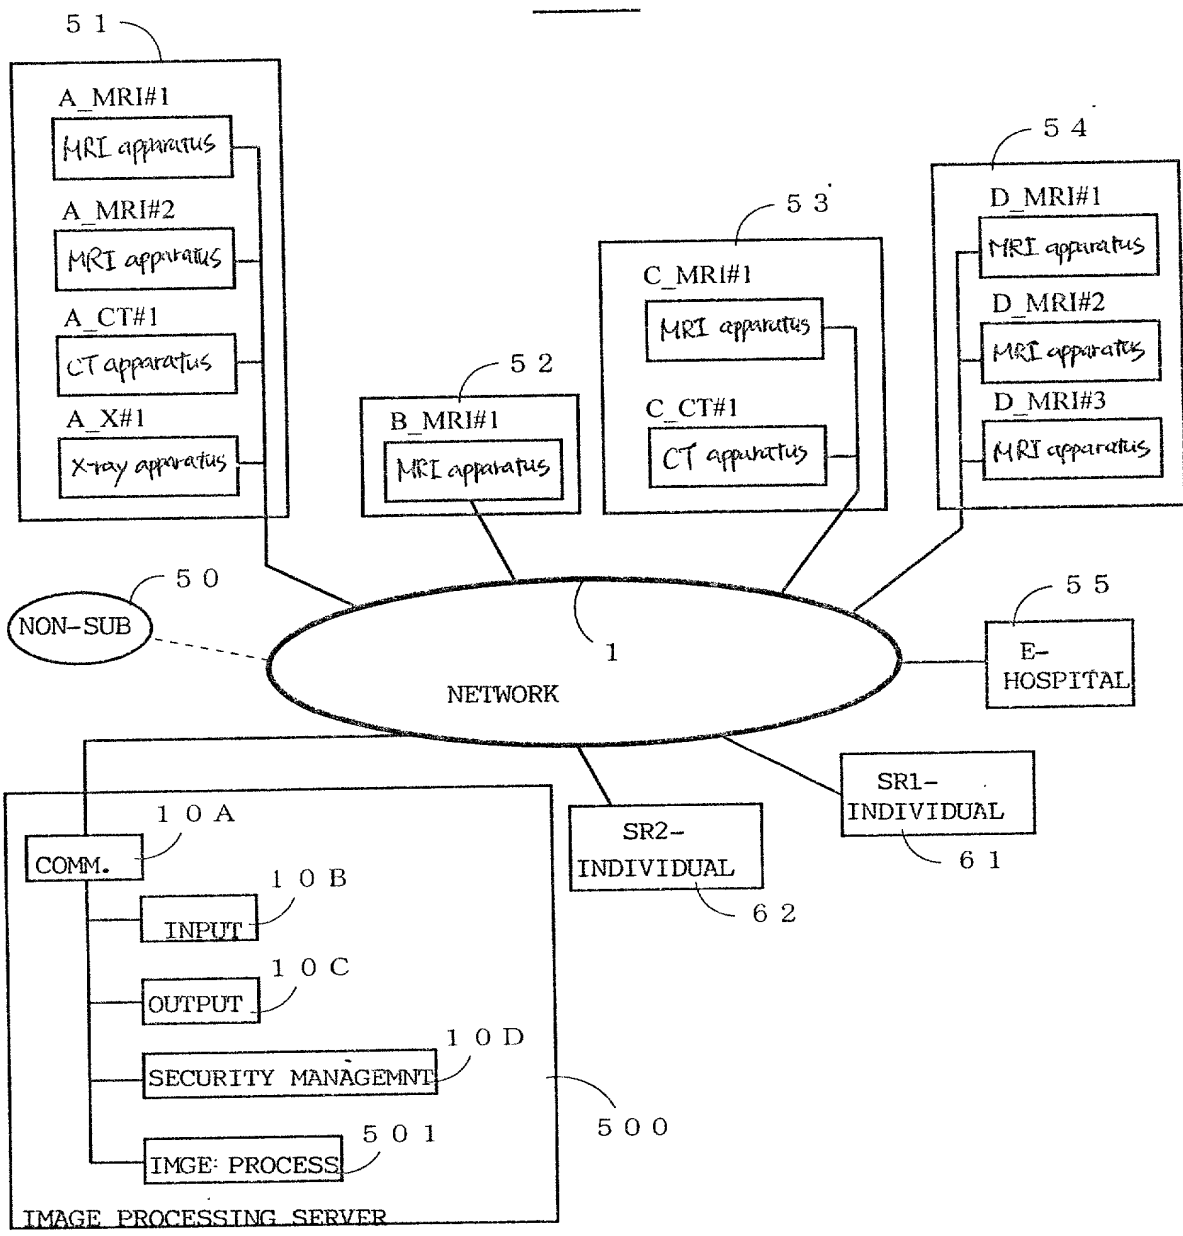 5 1
A_MRI#1
MRI apparatus
A_MRI#2
MRI apparatus
A_CT#1
CT apparatus
A_X#1
X-ray apparatus
5 2
B_MRI#1
MRI apparatus
5 3
C_MRI#1
MRI apparatus
C_CT#1
CT apparatus
5 4
D_MRI#1
MRI apparatus
D_MRI#2
MRI apparatus
D_MRI#3
MRI apparatus
5 0
NON-SUB
1
NETWORK
5 5
E-
HOSPITAL
SR1-
INDIVIDUAL
6 1
SR2-
INDIVIDUAL
6 2
1 0 A
COMM.
1 0 B
INPUT
1 0 C
OUTPUT
1 0 D
SECURITY MANAGEMNT
5 0 0
5 0 1
IMGE PROCESS
IMAGE PROCESSING SERVER